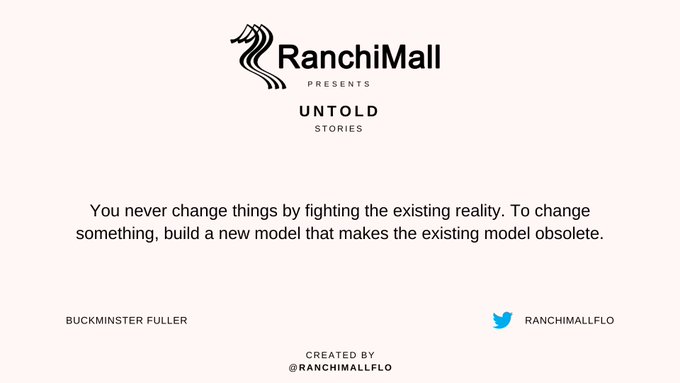 RanchiMall
PRESENTS
UNTOLD
STORIES
You never change things by fighting the existing reality. To change
something, build a new model that makes the existing model obsolete.
BUCKMINSTER FULLER
RANCHIMALLFLO
CREATED BY
@RANCHIMALLFLO